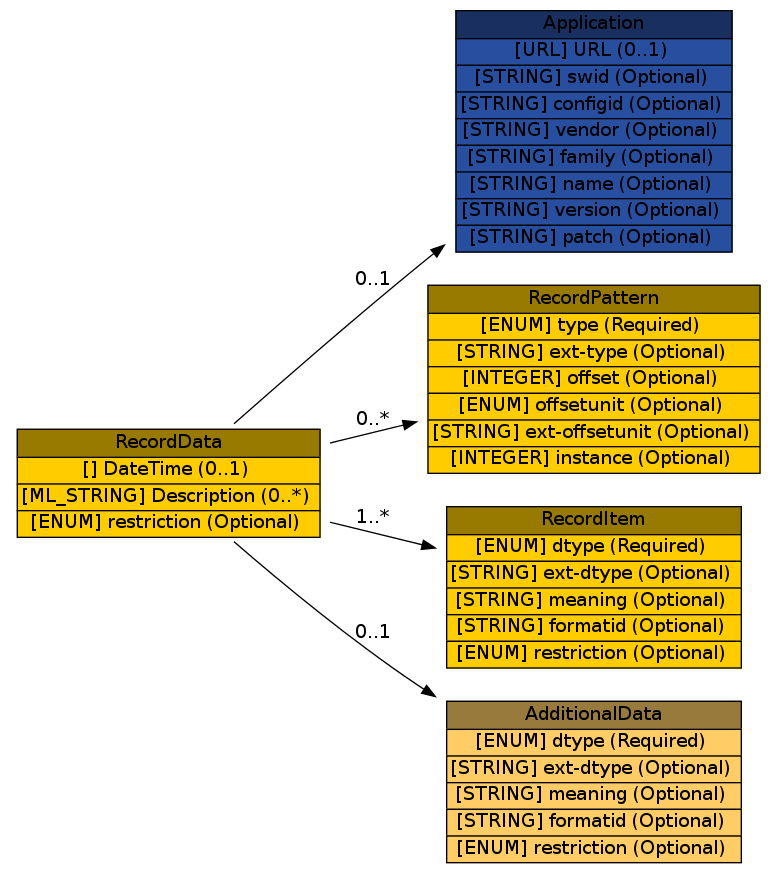 Application
[URL] URL (0..1)
[STRING] swid (Optional)
[STRING] configid (Optional)
[STRING] vendor (Optional)
[STRING] family (Optional)
[STRING] name (Optional)
[STRING] version (Optional)
[STRING] patch (Optional)
0..1
RecordPattern
[ENUM] type (Required)
[STRING] ext-type (Optional)
[INTEGER] offset (Optional)
[ENUM] offsetunit (Optional)
[STRING] ext-offsetunit (Optional)
[INTEGER] instance (Optional)
0..*
RecordData
[] DateTime (0..1)
[ML_STRING] Description (0..*)
[ENUM] restriction (Optional)
1..*
RecordItem
[ENUM] dtype (Required)
[STRING] ext-dtype (Optional)
[STRING] meaning (Optional)
[STRING] formatid (Optional)
[ENUM] restriction (Optional)
0..1
AdditionalData
[ENUM] dtype (Required)
[STRING] ext-dtype (Optional)
[STRING] meaning (Optional)
[STRING] formatid (Optional)
[ENUM] restriction (Optional)